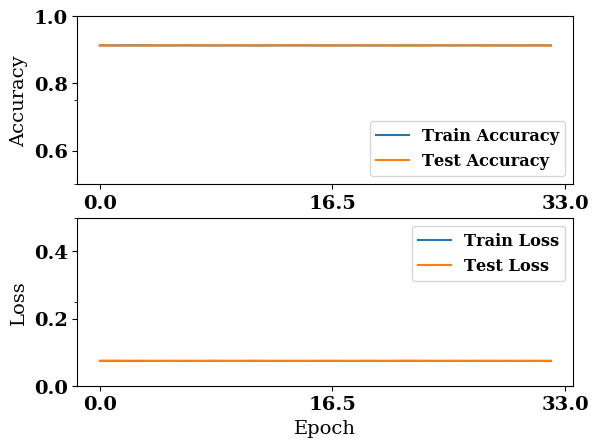 1.0
0.8
0.6
Accuracy
Train Accuracy
Test Accuracy
0.0 16.5 33.0
0.4
0.2
0.0
Loss
Train Loss
Test Loss
0.0 16.5 33.0
Epoch